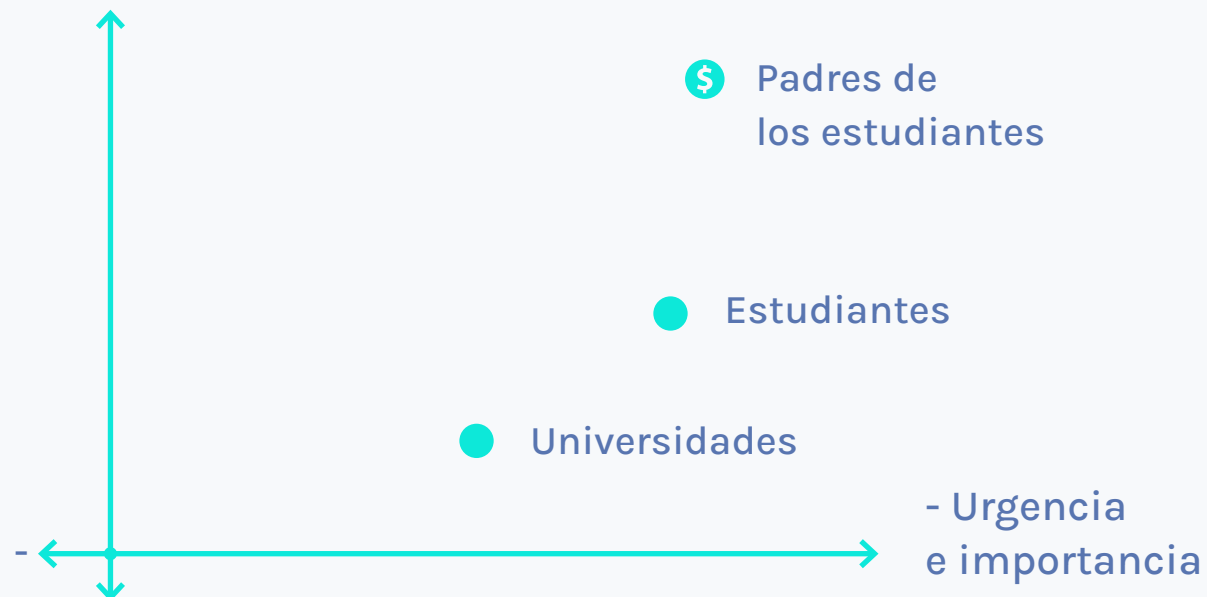 $ Padres de
los estudiantes
Estudiantes
Universidades
- Urgencia
e importancia
-